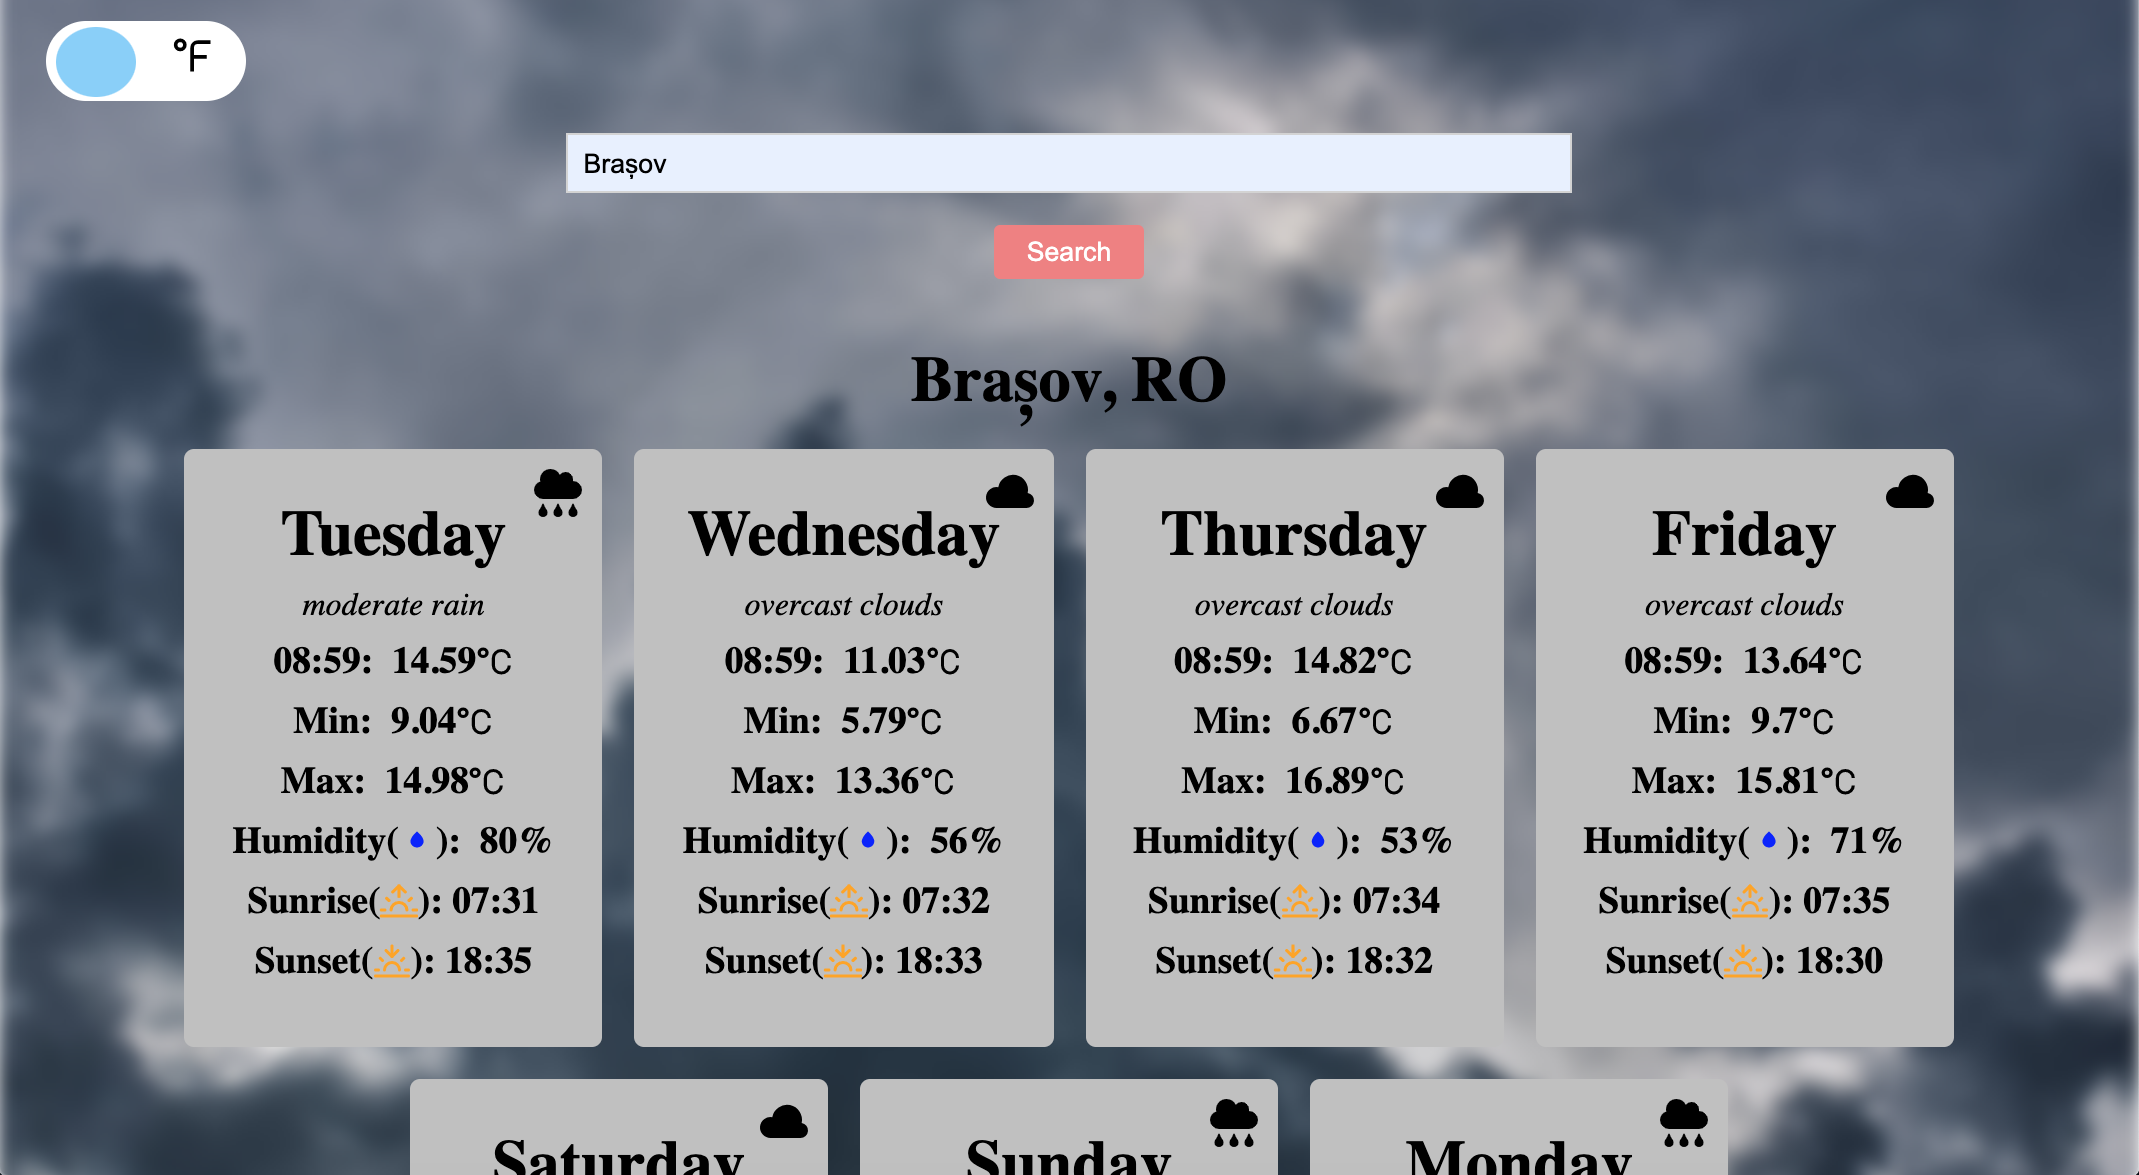 °F
Brașov
Search
Brașov, RO
Tuesday
moderate rain
08:59: 14.59°C
Min: 9.04°C
Max: 14.98°C
Humidity( ): 80%
Sunrise( ): 07:31
Sunset( ): 18:35
Wednesday
overcast clouds
08:59: 11.03°C
Min: 5.79°C
Max: 13.36°C
Humidity( ): 56%
Sunrise( ): 07:32
Sunset( ): 18:33
Thursday
overcast clouds
08:59: 14.82°C
Min: 6.67°C
Max: 16.89°C
Humidity( ): 53%
Sunrise( ): 07:34
Sunset( ): 18:32
Friday
overcast clouds
08:59: 13.64°C
Min: 9.7°C
Max: 15.81°C
Humidity( ): 71%
Sunrise( ): 07:35
Sunset( ): 18:30
Saturday
Sunday
Monday